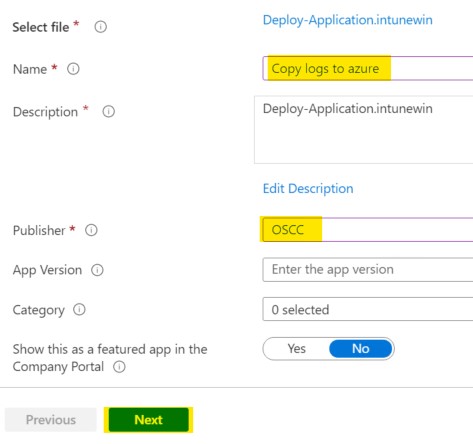 Select file *
Deploy-Application.intunewin
Name *
Copy logs to azure
Description *
Deploy-Application.intunewin
Edit Description
Publisher *
OSCC
App Version
Enter the app version
Category
0 selected
Show this as a featured app in the
Company Portal
Yes No
Previous Next